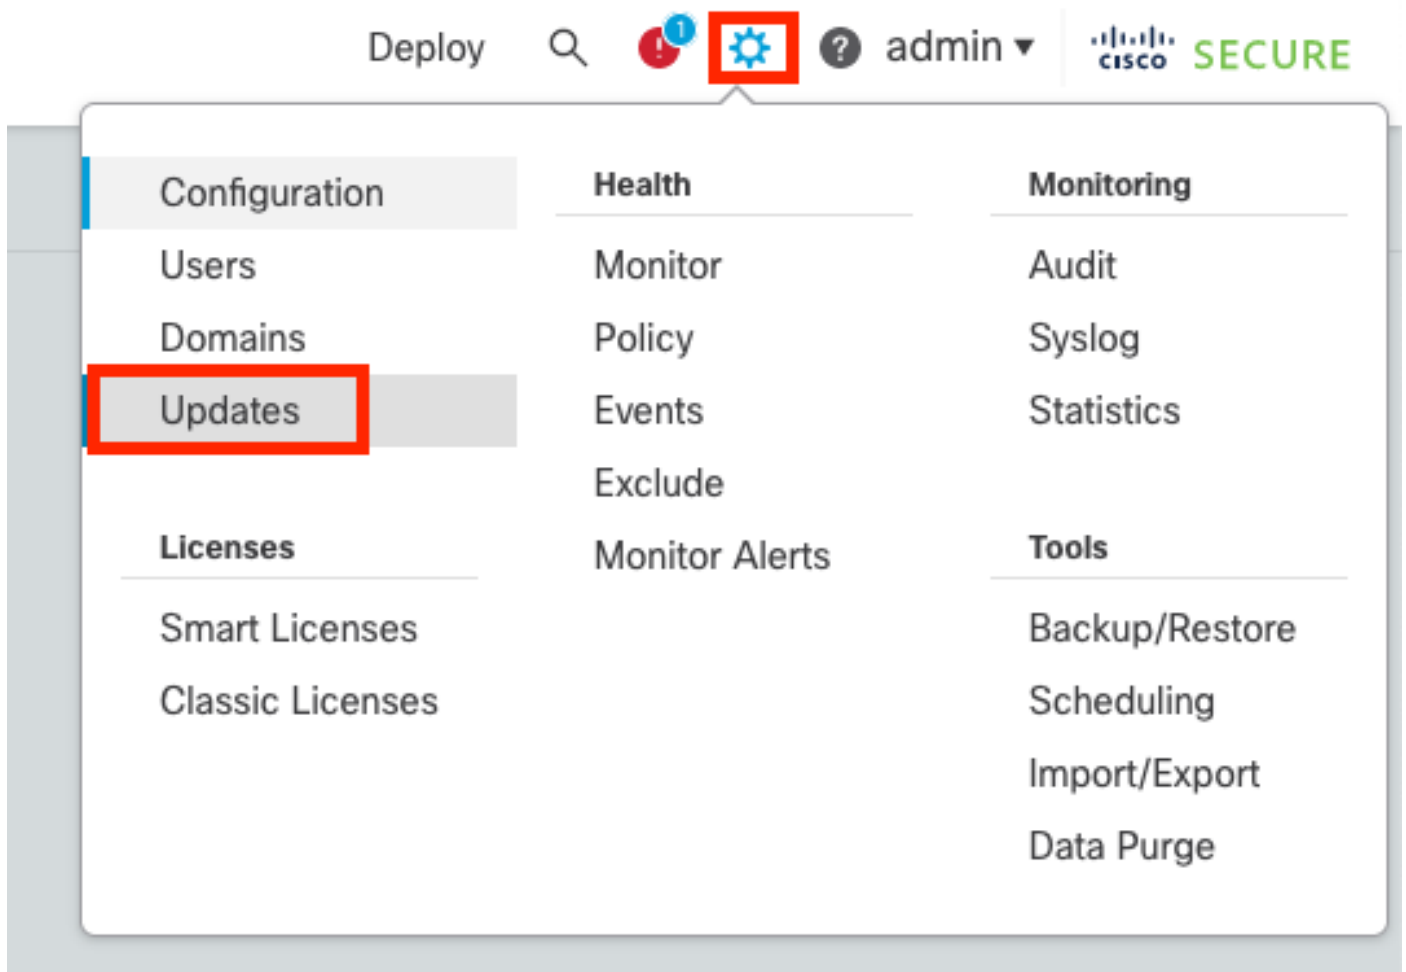 Deploy ! 1 ? admin cisco SECURE
Configuration
Users
Domains
Updates
Licenses
Smart Licenses
Classic Licenses
Health
Monitor
Policy
Events
Exclude
Monitor Alerts
Monitoring
Audit
Syslog
Statistics
Tools
Backup/Restore
Scheduling
Import/Export
Data Purge